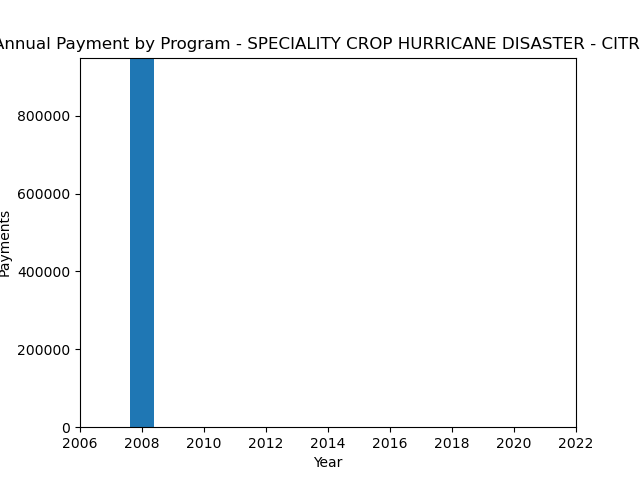 Annual Payment by Program - SPECIALITY CROP HURRICANE DISASTER - CITR
800000
600000
400000
200000
0
Payments
2006 2008 2010 2012 2014 2016 2018 2020 2022
Year